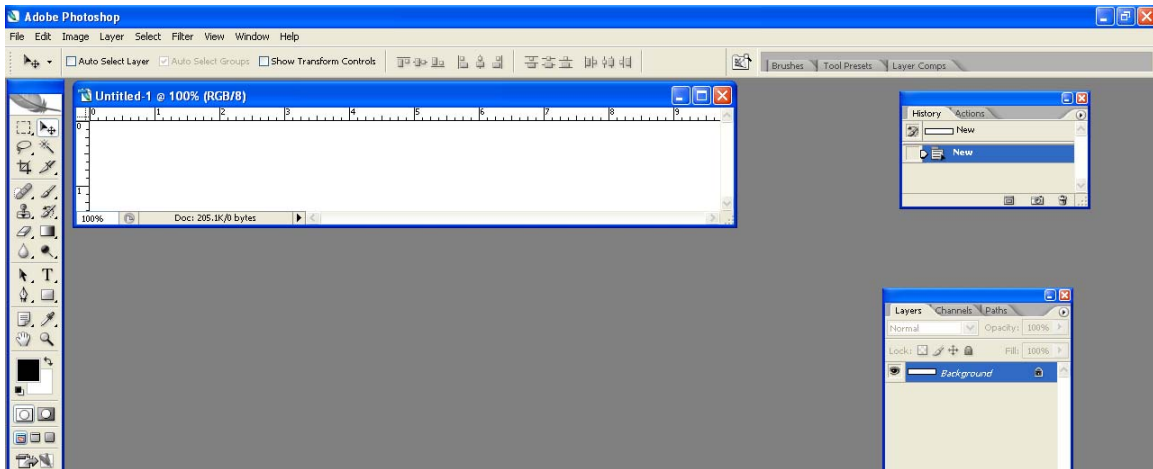 Adobe Photoshop
File Edit Image Layer Select Filter View Window Help
Auto Select Layer Auto Select Groups Show Transform Controls Brushes Tool Presets Layer Comps
Untitled-1 @ 100% (RGB/8)
0 1 2 3 4 5 6 7 8 9
0
1
100% Doc: 205.1K/0 bytes
History Actions
New
New
T
Layers Channels Paths
Normal Opacity: 100%
Lock: Fill: 100%
Background